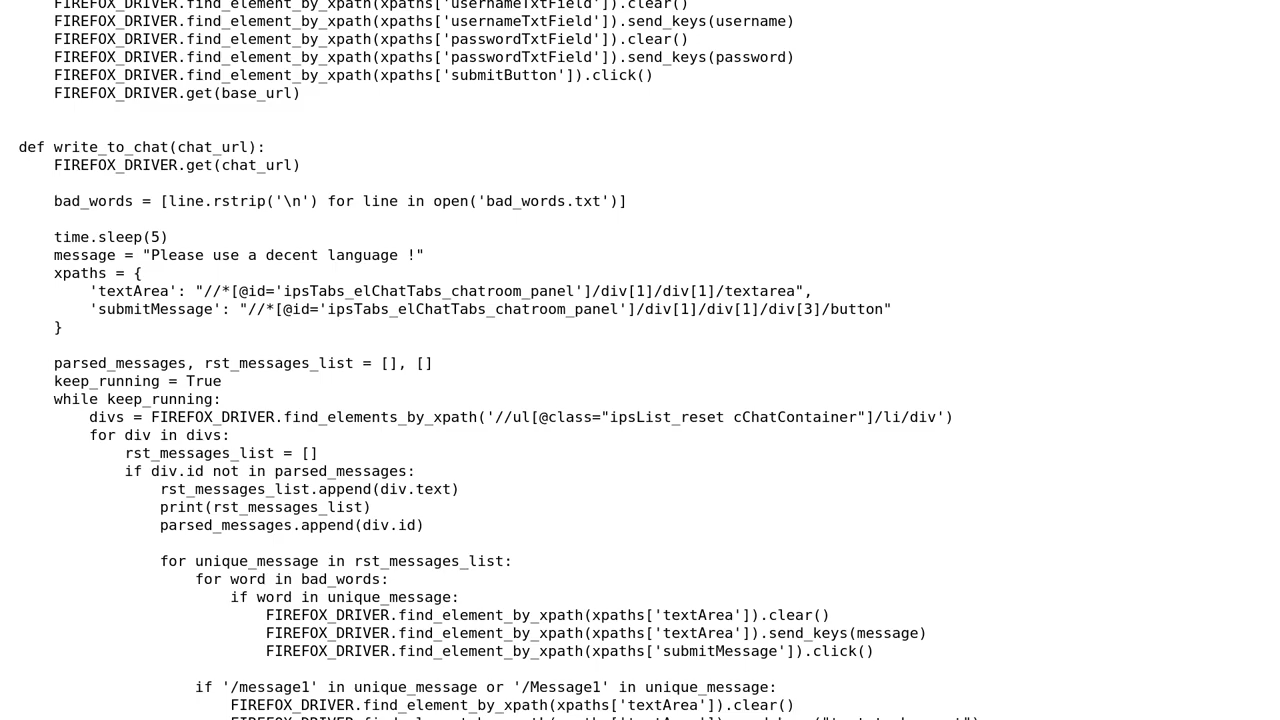 FIREFOX_DRIVER.find_element_by_xpath(xpaths['usernameTxtField']).clear()
FIREFOX_DRIVER.find_element_by_xpath(xpaths['usernameTxtField']).send_keys(username)
FIREFOX_DRIVER.find_element_by_xpath(xpaths['passwordTxtField']).clear()
FIREFOX_DRIVER.find_element_by_xpath(xpaths['passwordTxtField']).send_keys(password)
FIREFOX_DRIVER.find_element_by_xpath(xpaths['submitButton']).click()
FIREFOX_DRIVER.get(base_url)
def write_to_chat(chat_url):
FIREFOX_DRIVER.get(chat_url)
bad_words = [line.rstrip('\n') for line in open('bad_words.txt')]
time.sleep(5)
message = "Please use a decent language !"
xpaths = {
'textArea': "//*[@id='ipsTabs_elChatTabs_chatroom_panel']/div[1]/div[1]/textarea",
'submitMessage': "//*[@id='ipsTabs_elChatTabs_chatroom_panel']/div[1]/div[1]/div[3]/button"
}
parsed_messages, rst_messages_list = [], []
keep_running = True
while keep_running:
divs = FIREFOX_DRIVER.find_elements_by_xpath('//ul[@class="ipsList_reset cChatContainer"]/li/div')
for div in divs:
rst_messages_list = []
if div.id not in parsed_messages:
rst_messages_list.append(div.text)
print(rst_messages_list)
parsed_messages.append(div.id)
for unique_message in rst_messages_list:
for word in bad_words:
if word in unique_message:
FIREFOX_DRIVER.find_element_by_xpath(xpaths['textArea']).clear()
FIREFOX_DRIVER.find_element_by_xpath(xpaths['textArea']).send_keys(message)
FIREFOX_DRIVER.find_element_by_xpath(xpaths['submitMessage']).click()
if '/message1' in unique_message or '/Message1' in unique_message:
FIREFOX_DRIVER.find_element_by_xpath(xpaths['textArea']).clear()